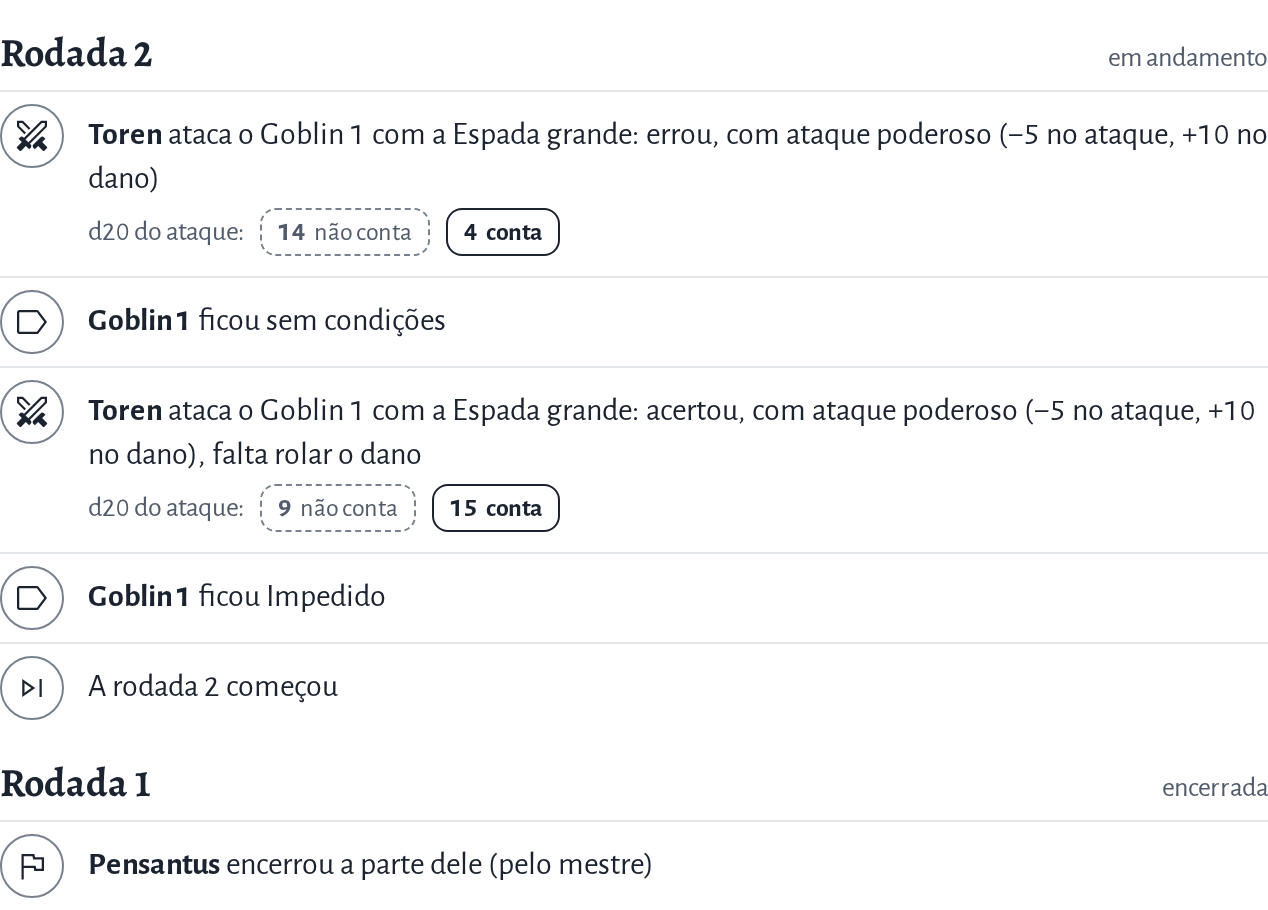 Rodada 2
em andamento
Toren ataca o Goblin 1 com a Espada grande: errou, com ataque poderoso (−5 no ataque, +10 no
dano)
d20 do ataque: 14 não conta 4 conta
Goblin 1 ficou sem condições
Toren ataca o Goblin 1 com a Espada grande: acertou, com ataque poderoso (−5 no ataque, +10
no dano), falta rolar o dano
d20 do ataque: 9 não conta 15 conta
Goblin 1 ficou Impedido
A rodada 2 começou
Rodada 1
encerrada
Pensantus encerrou a parte dele (pelo mestre)